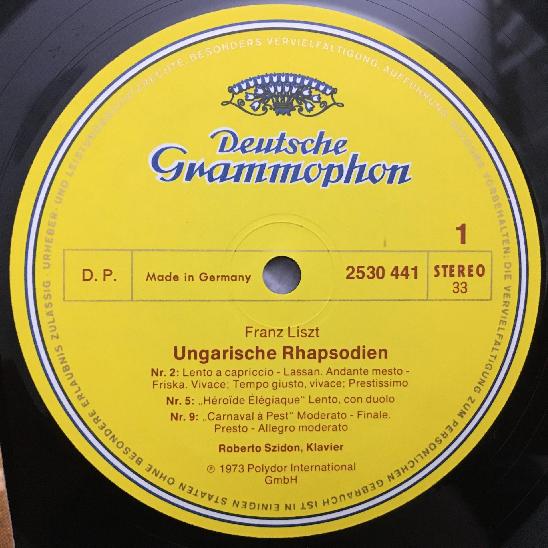 Deutsche
Grammophon
1
D. P.
Made in Germany
2530 441
STEREO
33
Franz Liszt
Ungarische Rhapsodien
Nr. 2: Lento a capriccio - Lassan. Andante mesto -
Friska. Vivace; Tempo giusto, vivace; Prestissimo
Nr. 5: „Héroïde Élégiaque" Lento, con duolo
Nr. 9: „Carnaval à Pest" Moderato - Finale.
Presto - Allegro moderato
Roberto Szidon, Klavier
℗ 1973 Polydor International
GmbH
URHEBER- UND LEISTUNGSSCHUTZRECHTE, BESONDERS VERVIELFÄLTIGUNG, AUFFÜHRUNG, SENDUNG VORBEHALTEN; DIE VERVIELFÄLTIGUNG ZUM PERSÖNLICHEN GEBRAUCH IST IN EINIGEN STAATEN OHNE BESONDERE ERLAUBNIS ZULÄSSIG ·